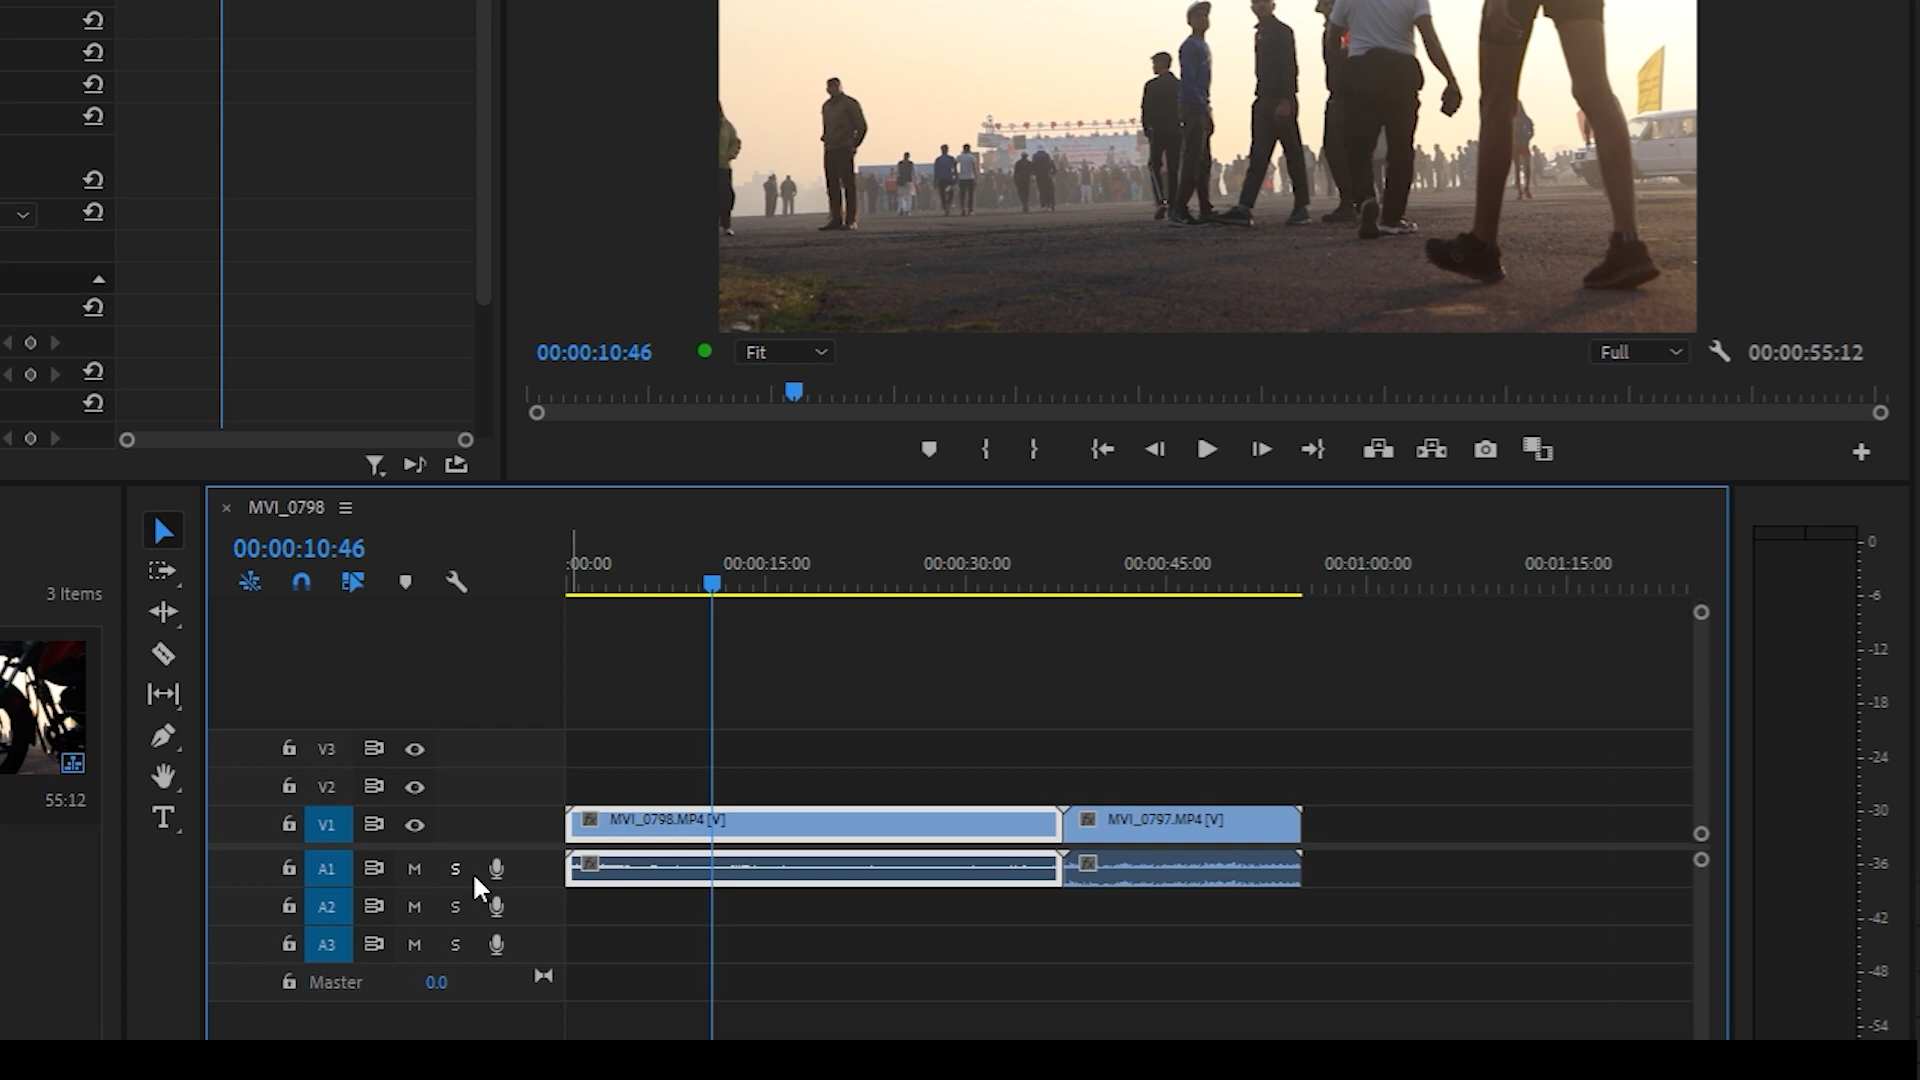 00:00:10:46
Fit
Full
00:00:55:12
MVI_0798
00:00:10:46
:00:00
00:00:15:00
00:00:30:00
00:00:45:00
00:01:00:00
00:01:15:00
3 Items
55:12
V3
V2
V1
MVI_0798.MP4 [V]
MVI_0797.MP4 [V]
A1
M
S
A2
M
S
A3
M
S
Master
0.0
0
-6
-12
-18
-24
-30
-36
-42
-48
-54